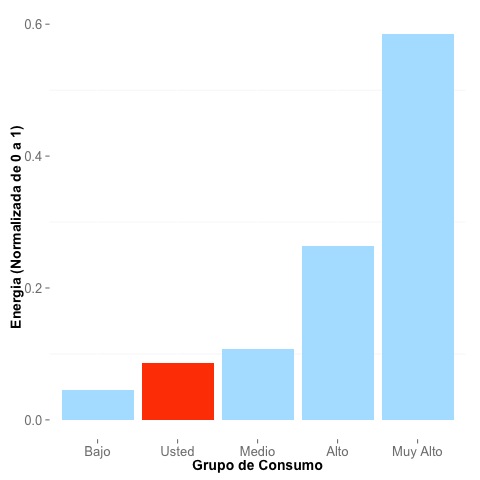 Energia (Normalizada de 0 a 1)
0.6
0.4
0.2
0.0
Bajo Usted Medio Alto Muy Alto
Grupo de Consumo